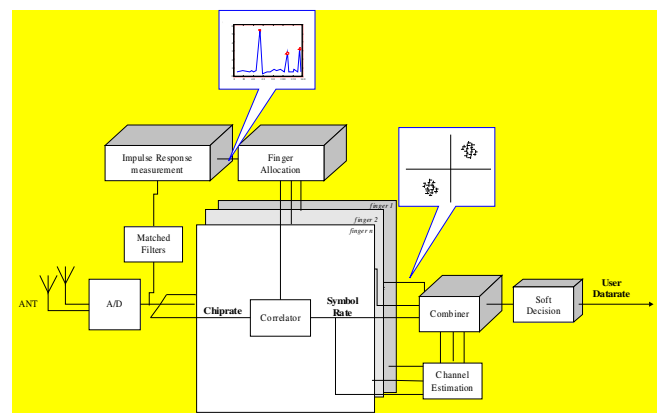 Impulse Response
measurement
Finger
Allocation
finger 1
finger 2
finger n
Matched
Filters
ANT
A/D
Chiprate
Correlator
Symbol
Rate
Combiner
Soft
Decision
User
Datarate
Channel
Estimation